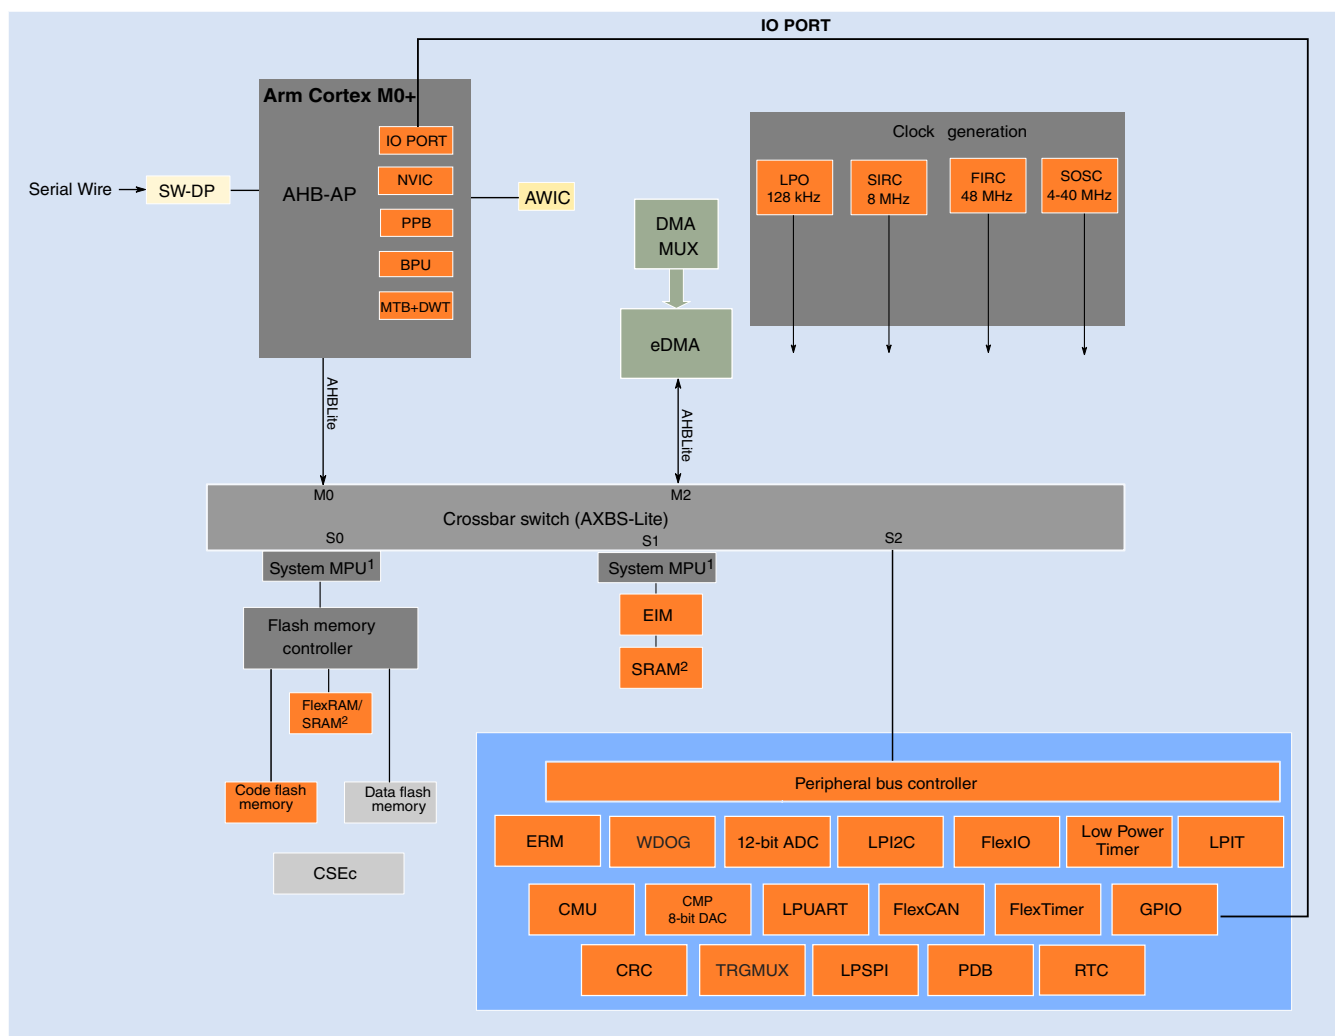 IO PORT
Arm Cortex M0+
IO PORT
NVIC
AHB-AP
PPB
BPU
MTB+DWT
Serial Wire
SW-DP
AWIC
DMA
MUX
eDMA
Clock generation
LPO
128 kHz
SIRC
8 MHz
FIRC
48 MHz
SOSC
4-40 MHz
AHBLite
AHBLite
M0
M2
Crossbar switch (AXBS-Lite)
S0
S1
S2
System MPU1
System MPU1
Flash memory
controller
EIM
SRAM2
FlexRAM/
SRAM2
Code flash
memory
Data flash
memory
CSEc
Peripheral bus controller
ERM
WDOG
12-bit ADC
LPI2C
FlexIO
Low Power
Timer
LPIT
CMU
CMP
8-bit DAC
LPUART
FlexCAN
FlexTimer
GPIO
CRC
TRGMUX
LPSPI
PDB
RTC